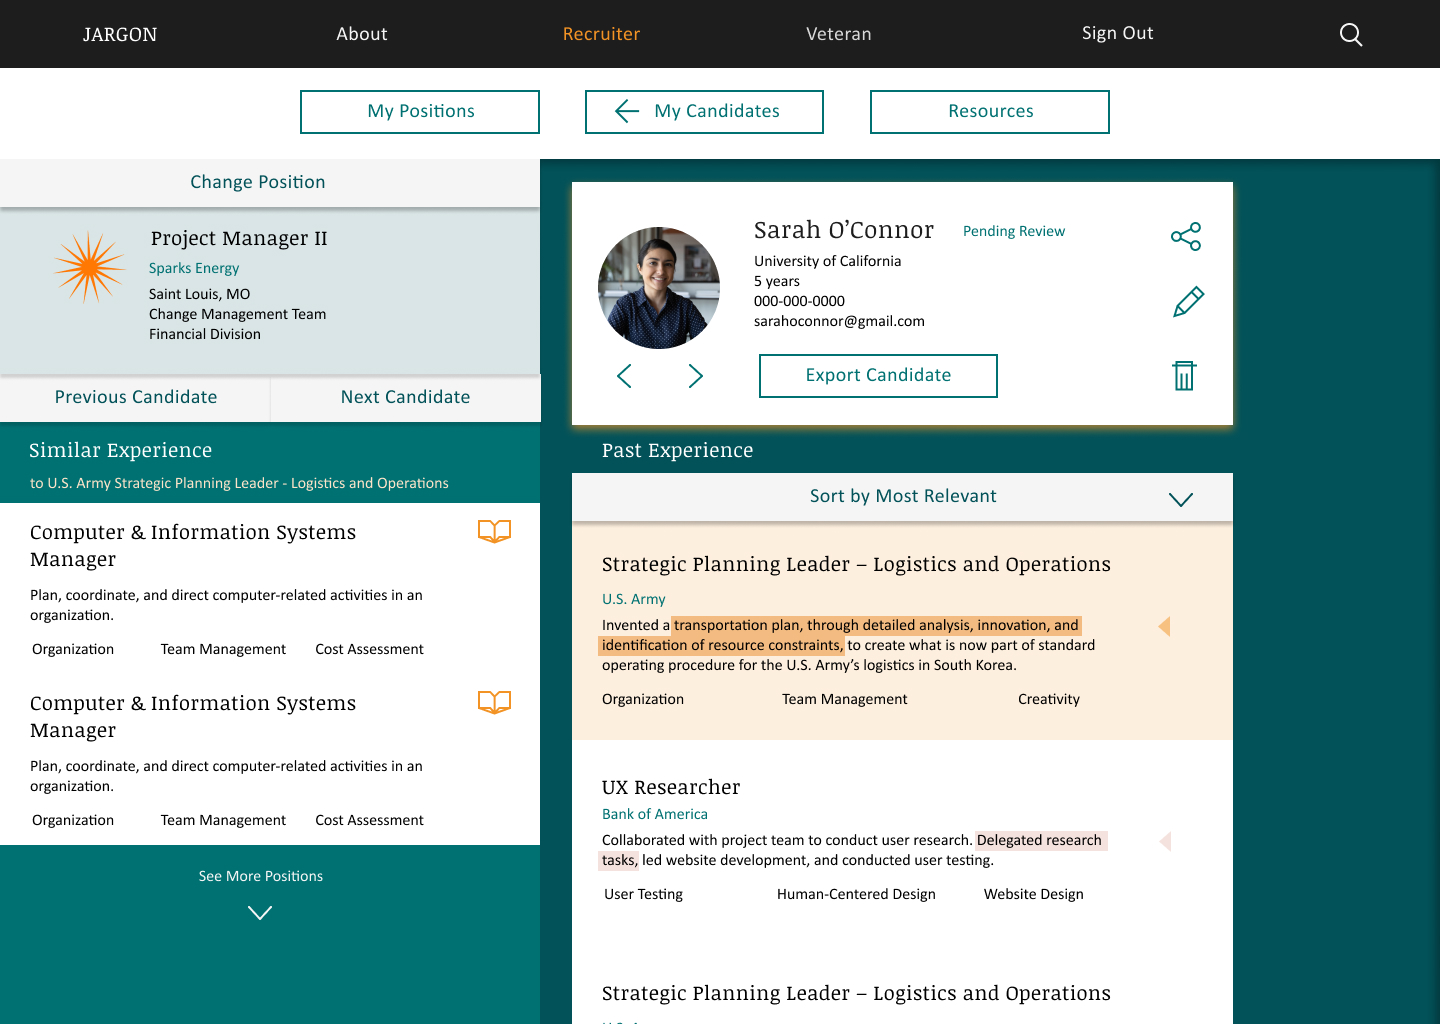 JARGON
About
Recruiter
Veteran
Sign Out
My Positions
My Candidates
Resources
Change Position
Project Manager II
Sparks Energy
Saint Louis, MO
Change Management Team
Financial Division
Previous Candidate
Next Candidate
Similar Experience
to U.S. Army Strategic Planning Leader - Logistics and Operations
Computer & Information Systems
Manager
Plan, coordinate, and direct computer-related activities in an
organization.
Organization
Team Management
Cost Assessment
Computer & Information Systems
Manager
Plan, coordinate, and direct computer-related activities in an
organization.
Organization
Team Management
Cost Assessment
See More Positions
Sarah O’Connor
Pending Review
University of California
5 years
000-000-0000
sarahoconnor@gmail.com
Export Candidate
Past Experience
Sort by Most Relevant
Strategic Planning Leader – Logistics and Operations
U.S. Army
Invented a transportation plan, through detailed analysis, innovation, and
identification of resource constraints, to create what is now part of standard
operating procedure for the U.S. Army’s logistics in South Korea.
Organization
Team Management
Creativity
UX Researcher
Bank of America
Collaborated with project team to conduct user research. Delegated research
tasks, led website development, and conducted user testing.
User Testing
Human-Centered Design
Website Design
Strategic Planning Leader – Logistics and Operations